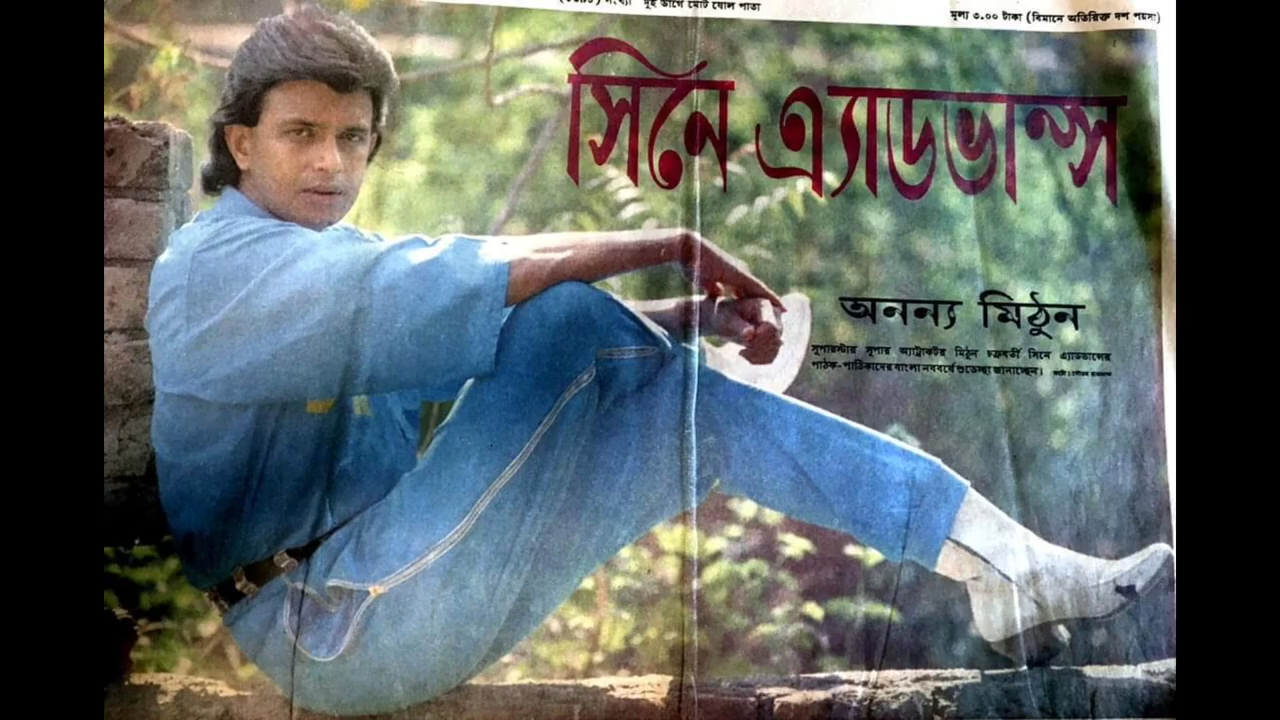 সংখ্যা দুই ভাগে মোট ষোল পাতা
মূল্য ৩.০০ টাকা (বিমানে অতিরিক্ত দশ পয়সা)
সিনে এ্যাডভান্স
অনন্য মিঠুন
সুপারস্টার সুপার অ্যাট্রাকটর মিঠুন চক্রবর্তী সিনে এ্যাডভান্সের
পাঠক-পাঠিকাদের বাংলা নববর্ষে শুভেচ্ছা জানাচ্ছেন।